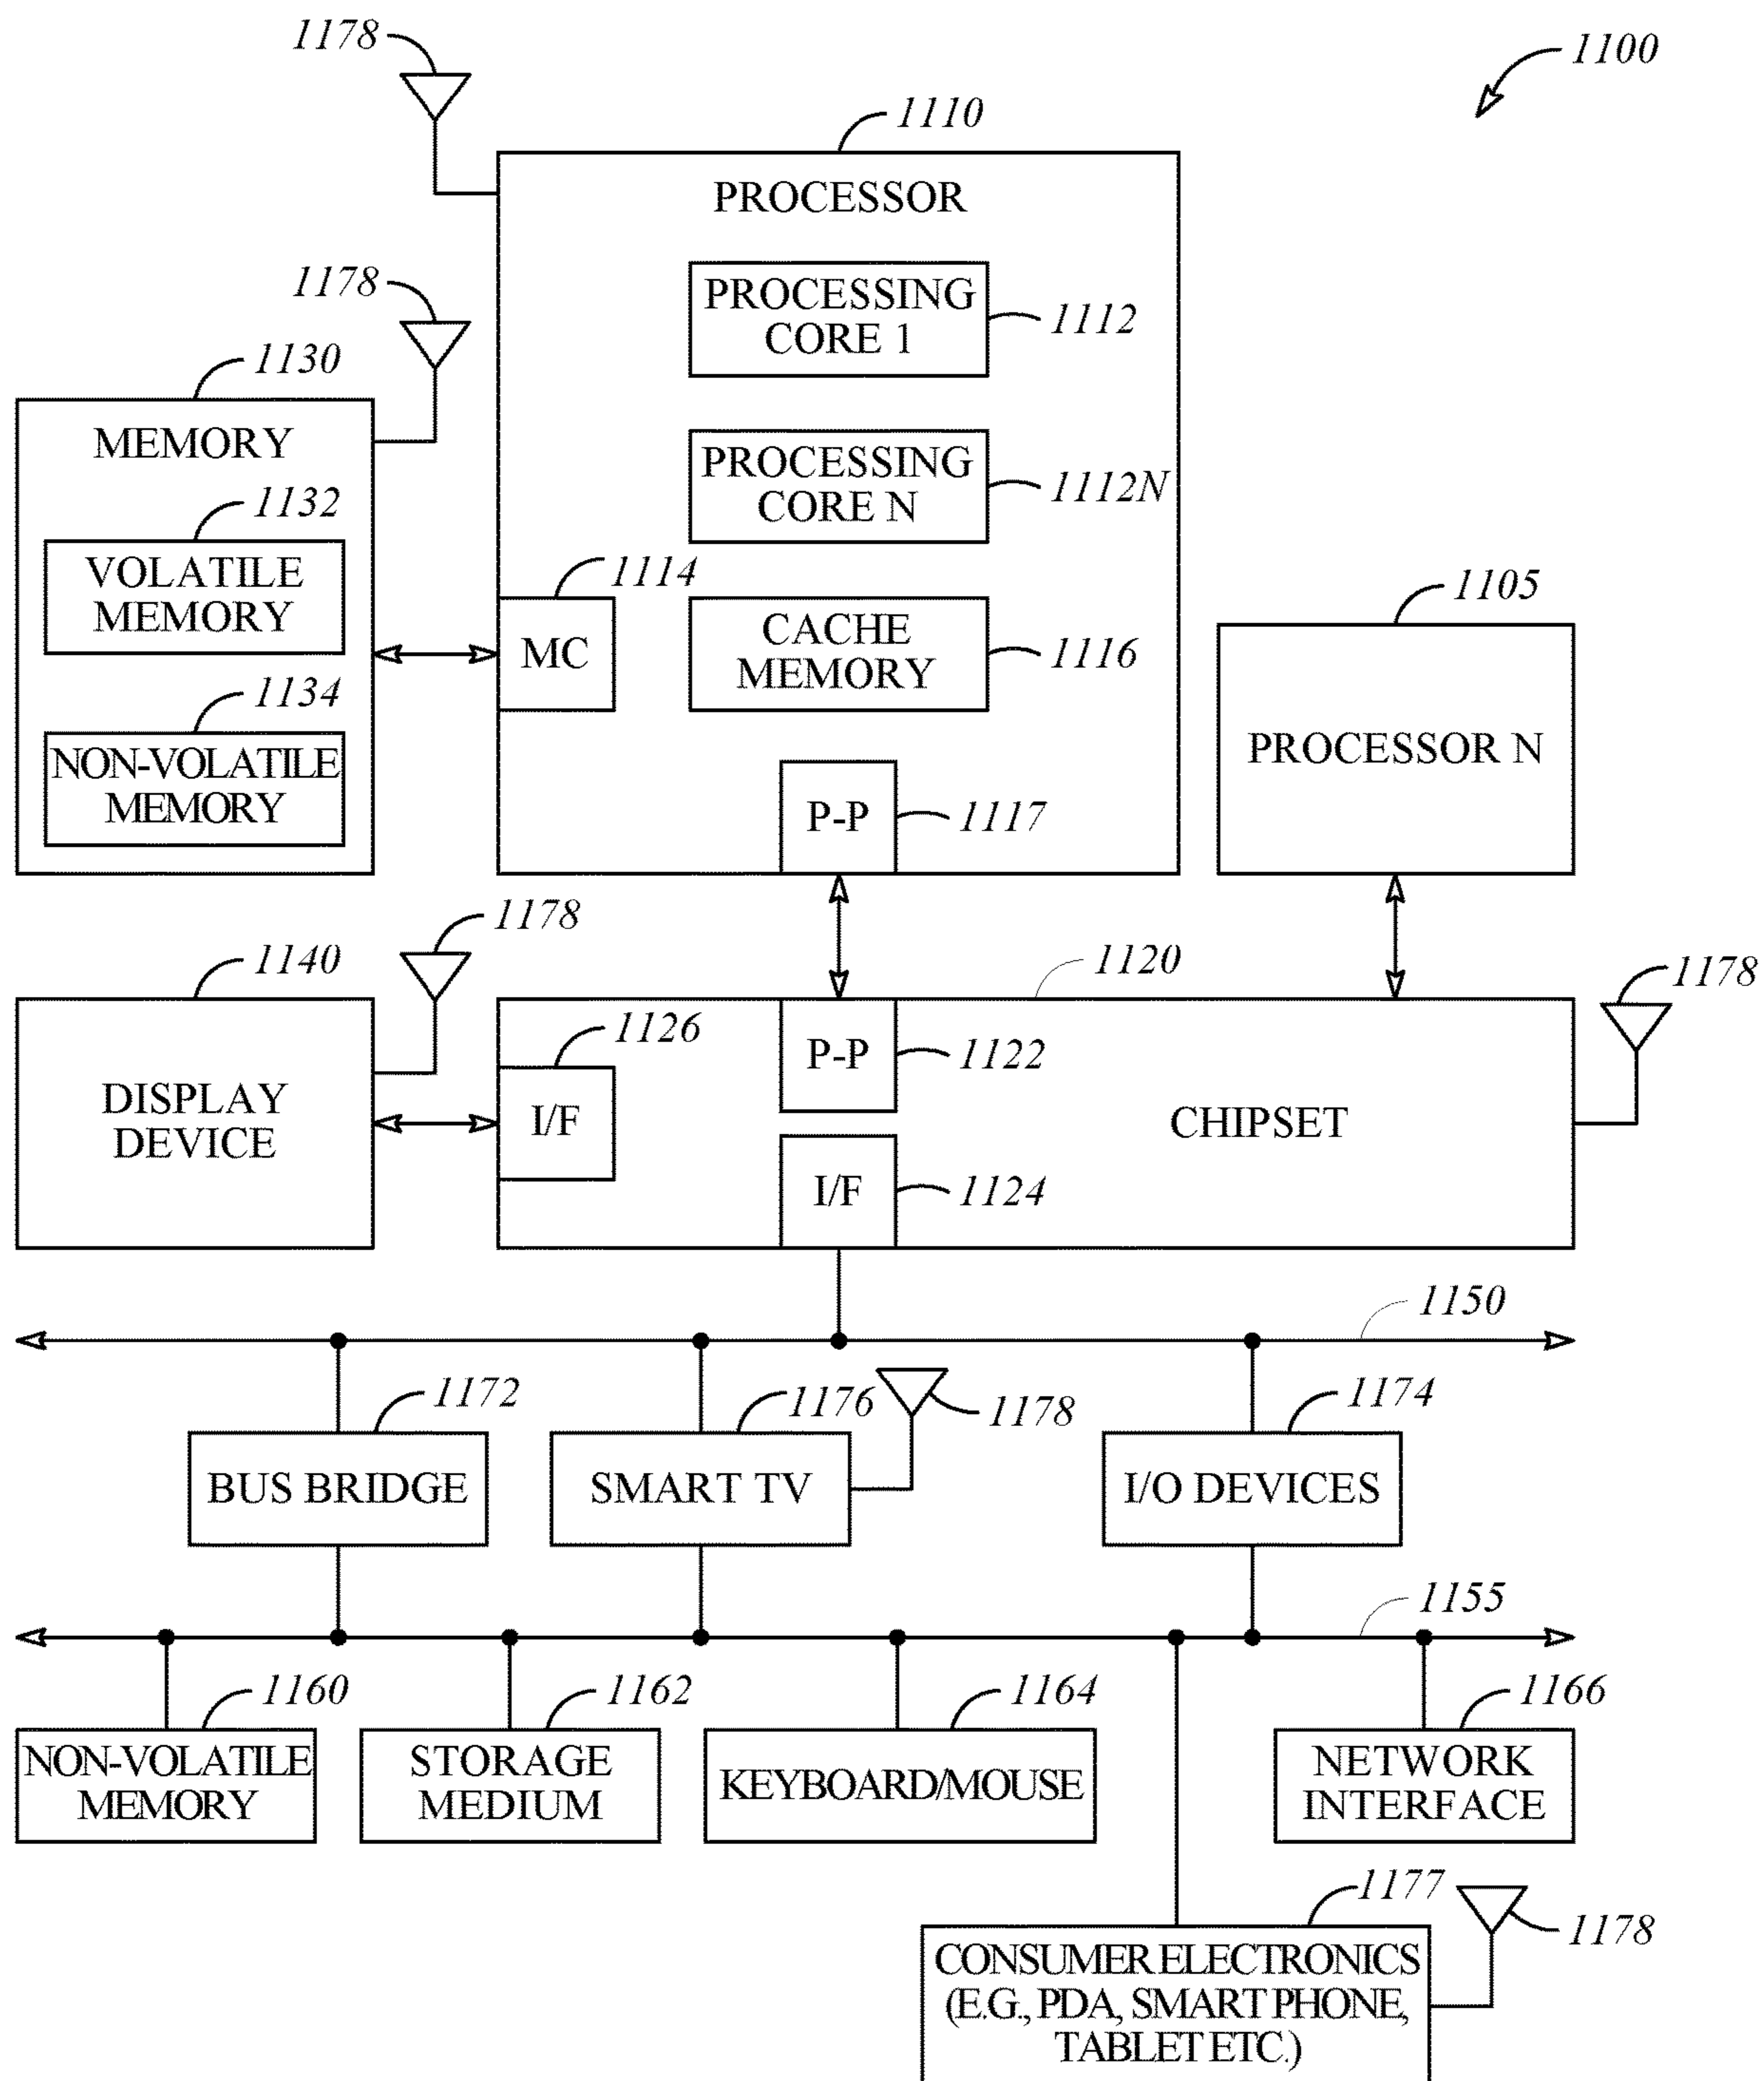 1178
1100
1110
PROCESSOR
PROCESSING
CORE 1
1112
1178
1130
MEMORY
PROCESSING
CORE N
1112N
1132
VOLATILE
MEMORY
1114
MC
CACHE
MEMORY
1116
1105
PROCESSOR N
1134
NON-VOLATILE
MEMORY
P-P
1117
1178
1140
DISPLAY
DEVICE
1120
1178
1126
I/F
P-P
1122
CHIPSET
I/F
1124
1150
1172
BUS BRIDGE
1176
SMART TV
1178
1174
I/O DEVICES
1155
1160
NON-VOLATILE
MEMORY
1162
STORAGE
MEDIUM
1164
KEYBOARD/MOUSE
1166
NETWORK
INTERFACE
1177
CONSUMER ELECTRONICS
(E.G., PDA, SMART PHONE,
TABLET ETC.)
1178